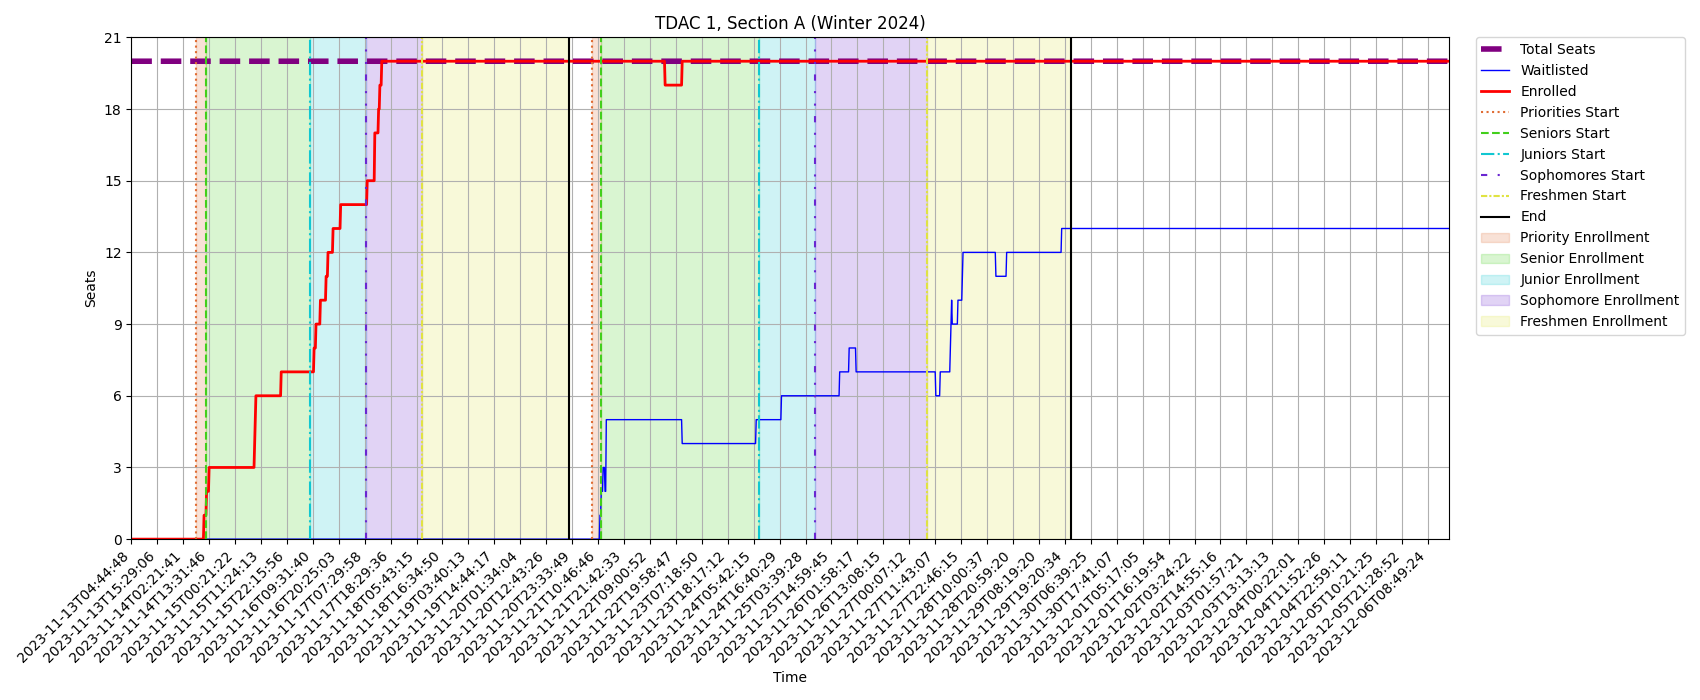 TDAC 1, Section A (Winter 2024)
Seats
21
18
15
12
9
6
3
0
2023-11-13T04:44:48
2023-11-13T15:29:06
2023-11-14T02:21:41
2023-11-14T13:31:46
2023-11-15T00:21:22
2023-11-15T11:24:13
2023-11-15T22:15:56
2023-11-16T09:31:40
2023-11-16T20:25:03
2023-11-17T07:29:58
2023-11-17T18:29:36
2023-11-18T05:43:15
2023-11-18T16:34:50
2023-11-19T03:40:13
2023-11-19T14:44:17
2023-11-20T01:34:04
2023-11-20T12:43:26
2023-11-20T23:33:49
2023-11-21T10:46:46
2023-11-21T21:42:33
2023-11-22T09:00:52
2023-11-22T19:58:47
2023-11-23T07:18:50
2023-11-23T18:17:12
2023-11-24T05:42:15
2023-11-24T16:40:29
2023-11-25T03:39:28
2023-11-25T14:59:45
2023-11-26T01:58:17
2023-11-26T13:08:15
2023-11-27T00:07:12
2023-11-27T11:43:07
2023-11-27T22:46:15
2023-11-28T10:00:37
2023-11-28T20:59:20
2023-11-29T08:19:20
2023-11-29T19:20:34
2023-11-30T06:39:25
2023-11-30T17:41:07
2023-12-01T05:17:05
2023-12-01T16:19:54
2023-12-02T03:24:22
2023-12-02T14:55:16
2023-12-03T01:57:21
2023-12-03T13:13:13
2023-12-04T00:22:01
2023-12-04T11:52:26
2023-12-04T22:59:11
2023-12-05T10:21:25
2023-12-05T21:28:52
2023-12-06T08:49:24
Time
Total Seats
Waitlisted
Enrolled
Priorities Start
Seniors Start
Juniors Start
Sophomores Start
Freshmen Start
End
Priority Enrollment
Senior Enrollment
Junior Enrollment
Sophomore Enrollment
Freshmen Enrollment